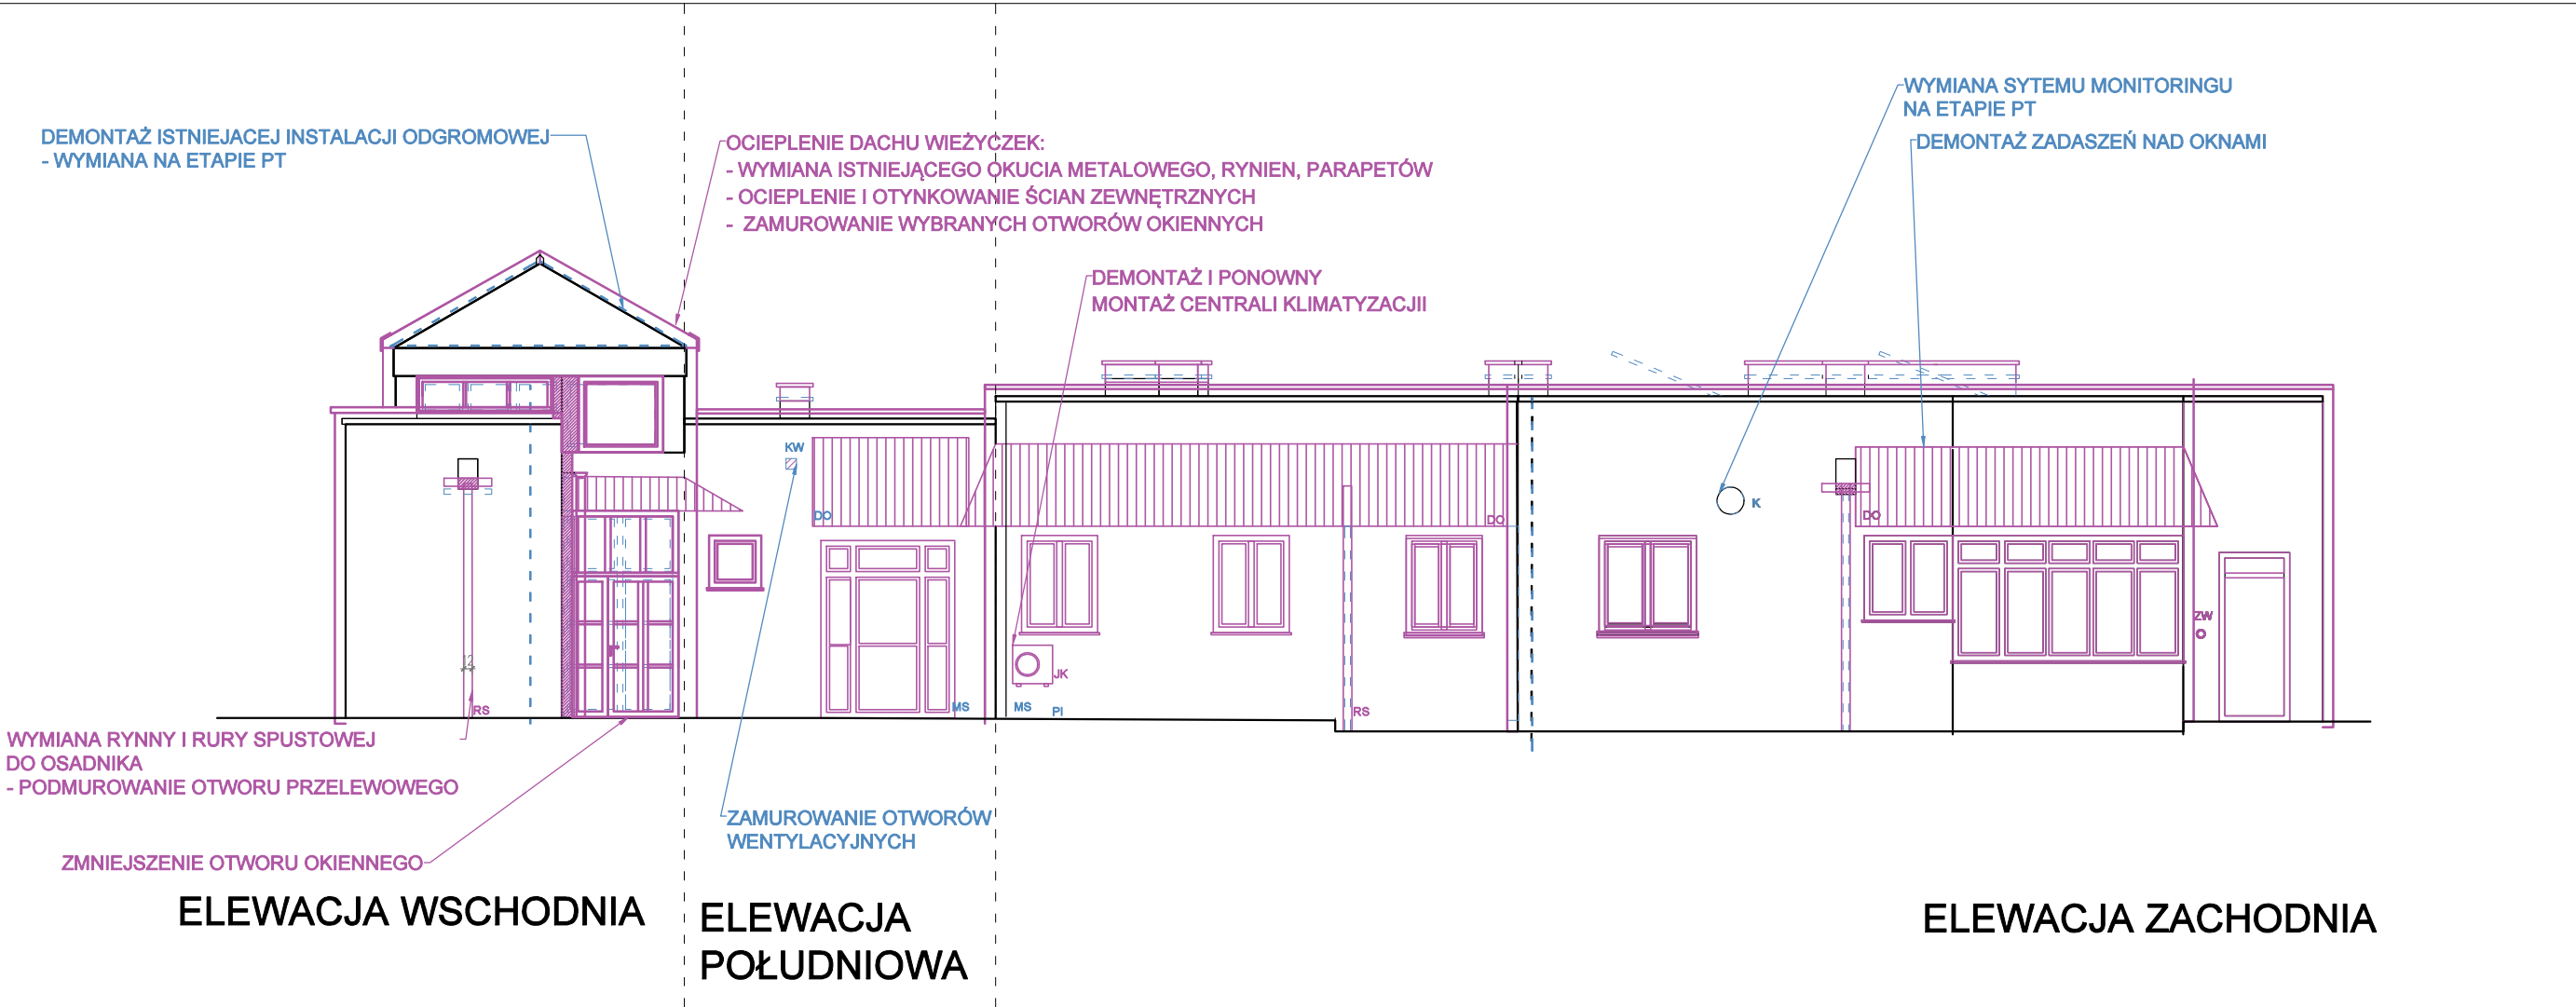 DEMONTAŻ ISTNIEJACEJ INSTALACJI ODGROMOWEJ
- WYMIANA NA ETAPIE PT
OCIEPLENIE DACHU WIEŻYCZEK:
- WYMIANA ISTNIEJĄCEGO OKUCIA METALOWEGO, RYNIEN, PARAPETÓW
- OCIEPLENIE I OTYNKOWANIE ŚCIAN ZEWNĘTRZNYCH
- ZAMUROWANIE WYBRANYCH OTWORÓW OKIENNYCH
DEMONTAŻ I PONOWNY
MONTAŻ CENTRALI KLIMATYZACJII
WYMIANA SYTEMU MONITORINGU
NA ETAPIE PT
DEMONTAŻ ZADASZEŃ NAD OKNAMI
KW
DO
DO
K
DO
ZW
12
JK
RS
MS
MS
PI
RS
WYMIANA RYNNY I RURY SPUSTOWEJ
DO OSADNIKA
- PODMUROWANIE OTWORU PRZELEWOWEGO
ZAMUROWANIE OTWORÓW
WENTYLACYJNYCH
ZMNIEJSZENIE OTWORU OKIENNEGO
ELEWACJA WSCHODNIA
ELEWACJA
POŁUDNIOWA
ELEWACJA ZACHODNIA